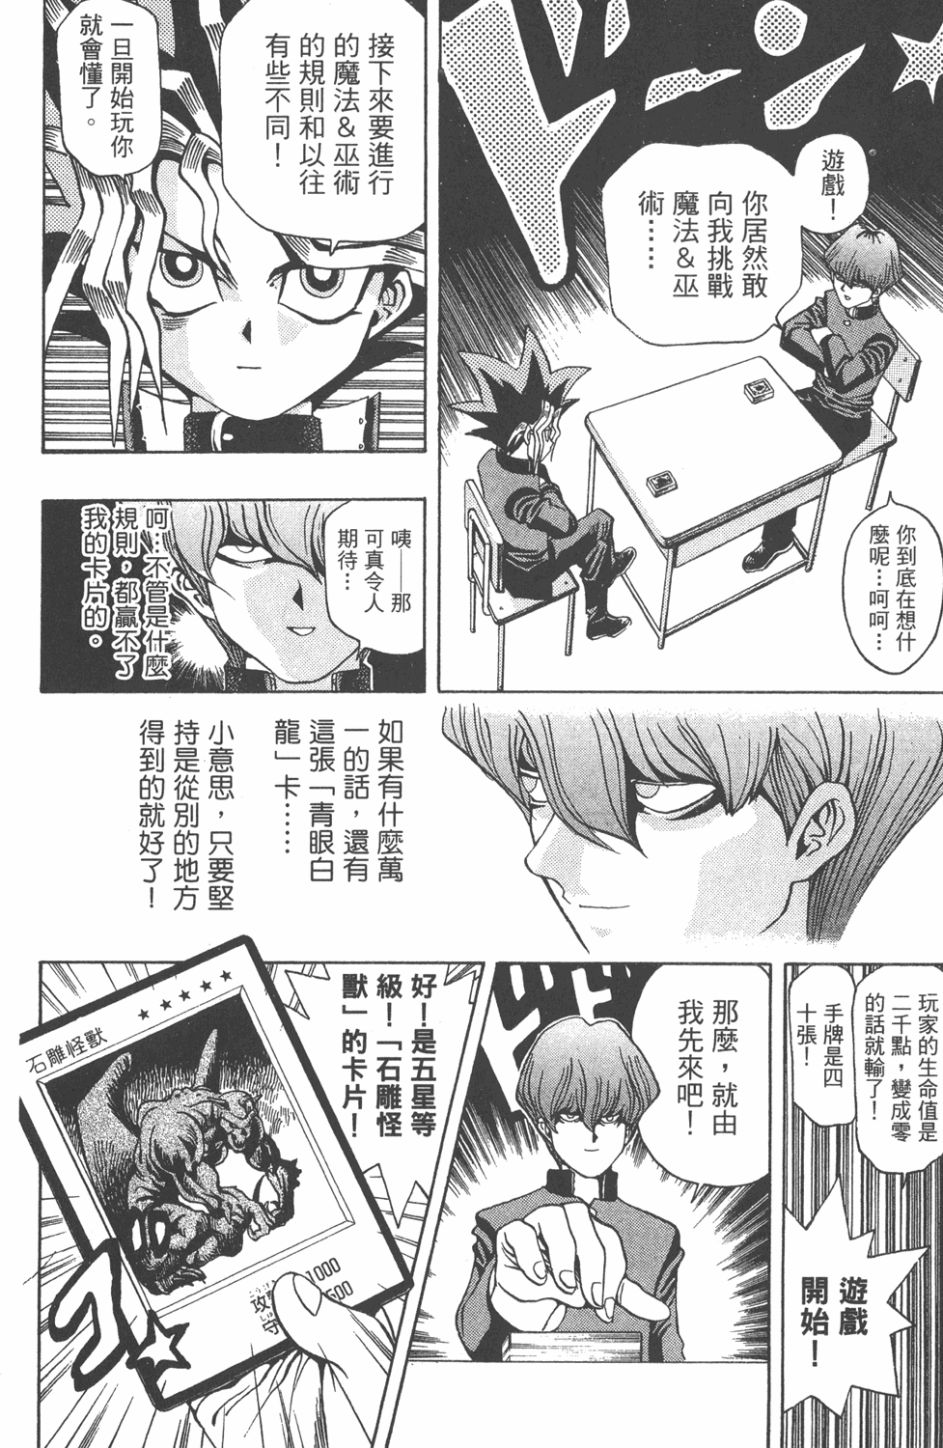 ドーン
遊戲！
你居然敢
向我挑戰
魔法＆巫
術……
你到底在想什
麼呢…呵呵…
接下來要進行
的魔法＆巫術
的規則和以往
有些不同！
一旦開始玩你
就會懂了。
咦——那
可真令人
期待…
呵…不管是什麼
規則，都贏不了
我的卡片的。
如果有什麼萬
一的話，還有
這張「青眼白
龍」卡……
小意思，只要堅
持是從別的地方
得到的就好了！
玩家的生命值是
二千點，變成零
的話就輸了！
手牌是四
十張！
遊戲
開始！
那麼，就由
我先來吧！
好！是五星等
級！「石雕怪
獸」的卡片！
石雕怪獸
1000